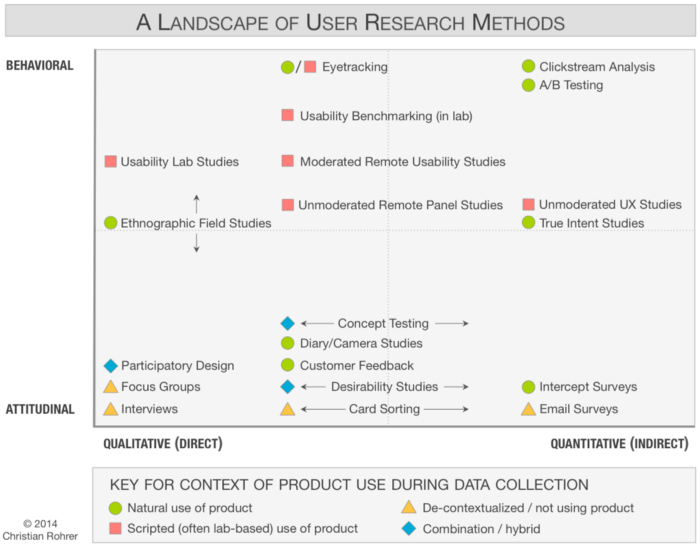 A Landscape of User Research Methods
BEHAVIORAL
/ Eyetracking
Clickstream Analysis
A/B Testing
Usability Benchmarking (in lab)
Usability Lab Studies
Moderated Remote Usability Studies
Unmoderated Remote Panel Studies
Unmoderated UX Studies
Ethnographic Field Studies
True Intent Studies
Concept Testing
Diary/Camera Studies
Participatory Design
Customer Feedback
Focus Groups
Desirability Studies
Intercept Surveys
ATTITUDINAL
Interviews
Card Sorting
Email Surveys
QUALITATIVE (DIRECT)
QUANTITATIVE (INDIRECT)
KEY FOR CONTEXT OF PRODUCT USE DURING DATA COLLECTION
Natural use of product
De-contextualized / not using product
Scripted (often lab-based) use of product
Combination / hybrid
© 2014
Christian Rohrer